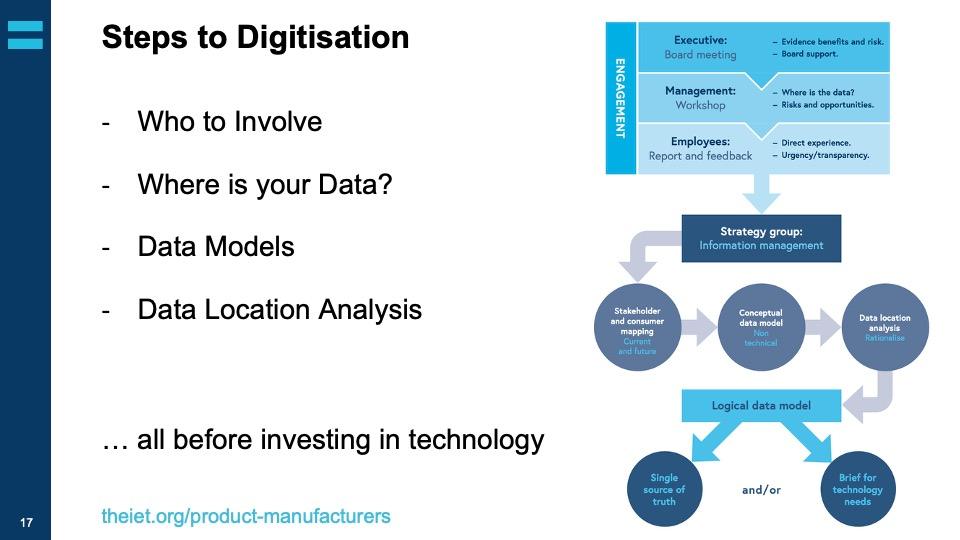 Steps to Digitisation
- Who to Involve
- Where is your Data?
- Data Models
- Data Location Analysis
… all before investing in technology
theiet.org/product-manufacturers
17
ENGAGEMENT
Executive:
Board meeting
– Evidence benefits and risk.
– Board support.
Management:
Workshop
– Where is the data?
– Risks and opportunities.
Employees:
Report and feedback
– Direct experience.
– Urgency/transparency.
Strategy group:
Information management
Stakeholder
and consumer
mapping
Current
and future
Conceptual
data model
Non
technical
Data location
analysis
Rationalise
Logical data model
Single
source of
truth
and/or
Brief for
technology
needs